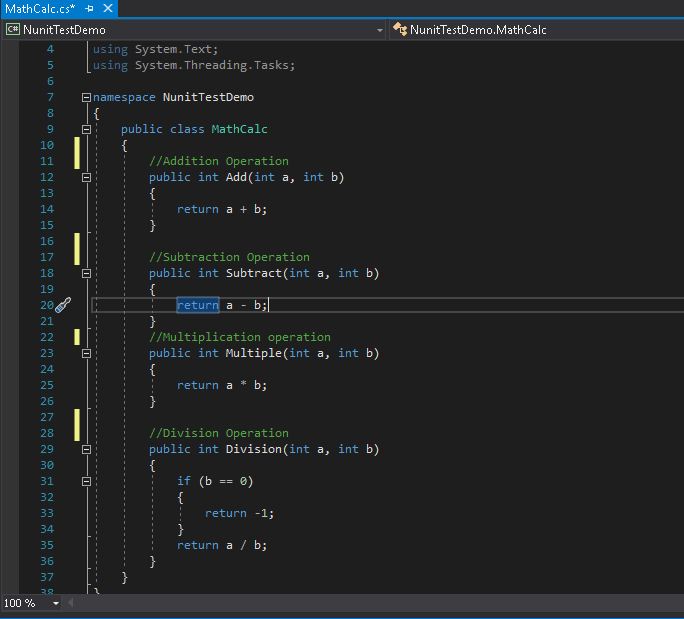 MathCalc.cs*
NunitTestDemo NunitTestDemo.MathCalc
4 using System.Text;
5 using System.Threading.Tasks;
6
7 namespace NunitTestDemo
8 {
9 public class MathCalc
10 {
11 //Addition Operation
12 public int Add(int a, int b)
13 {
14 return a + b;
15 }
16
17 //Subtraction Operation
18 public int Subtract(int a, int b)
19 {
20 return a - b;
21 }
22 //Multiplication operation
23 public int Multiple(int a, int b)
24 {
25 return a * b;
26 }
27
28 //Division Operation
29 public int Division(int a, int b)
30 {
31 if (b == 0)
32 {
33 return -1;
34 }
35 return a / b;
36 }
37 }
38 }
100 %